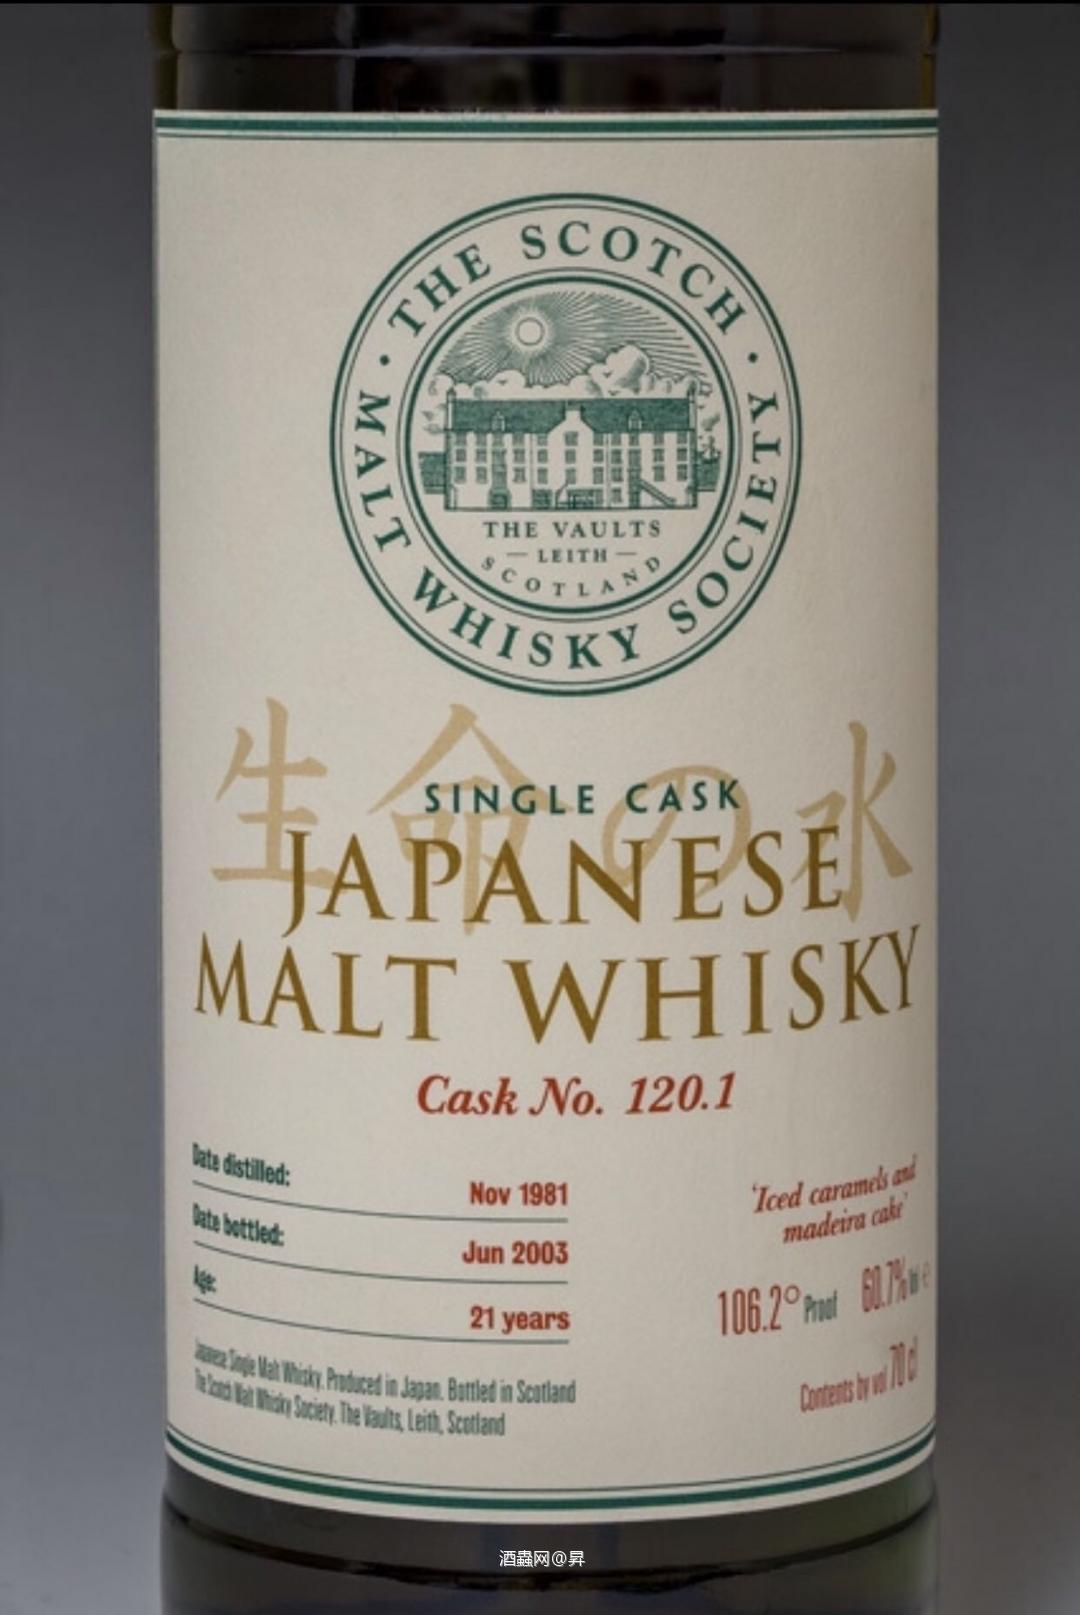 · THE SCOTCH ·
MALT WHISKY SOCIETY
THE VAULTS
— LEITH —
SCOTLAND
生命の水
SINGLE CASK
JAPANESE
MALT WHISKY
Cask No. 120.1
Date distilled:
Nov 1981
Date bottled:
Jun 2003
Age:
21 years
Japanese Single Malt Whisky. Produced in Japan. Bottled in Scotland
The Scotch Malt Whisky Society. The Vaults, Leith, Scotland
'Iced caramels and
madeira cake'
106.2° Proof 60.7% Vol ℮
Contents by vol 70 cl
酒蟲网@昇